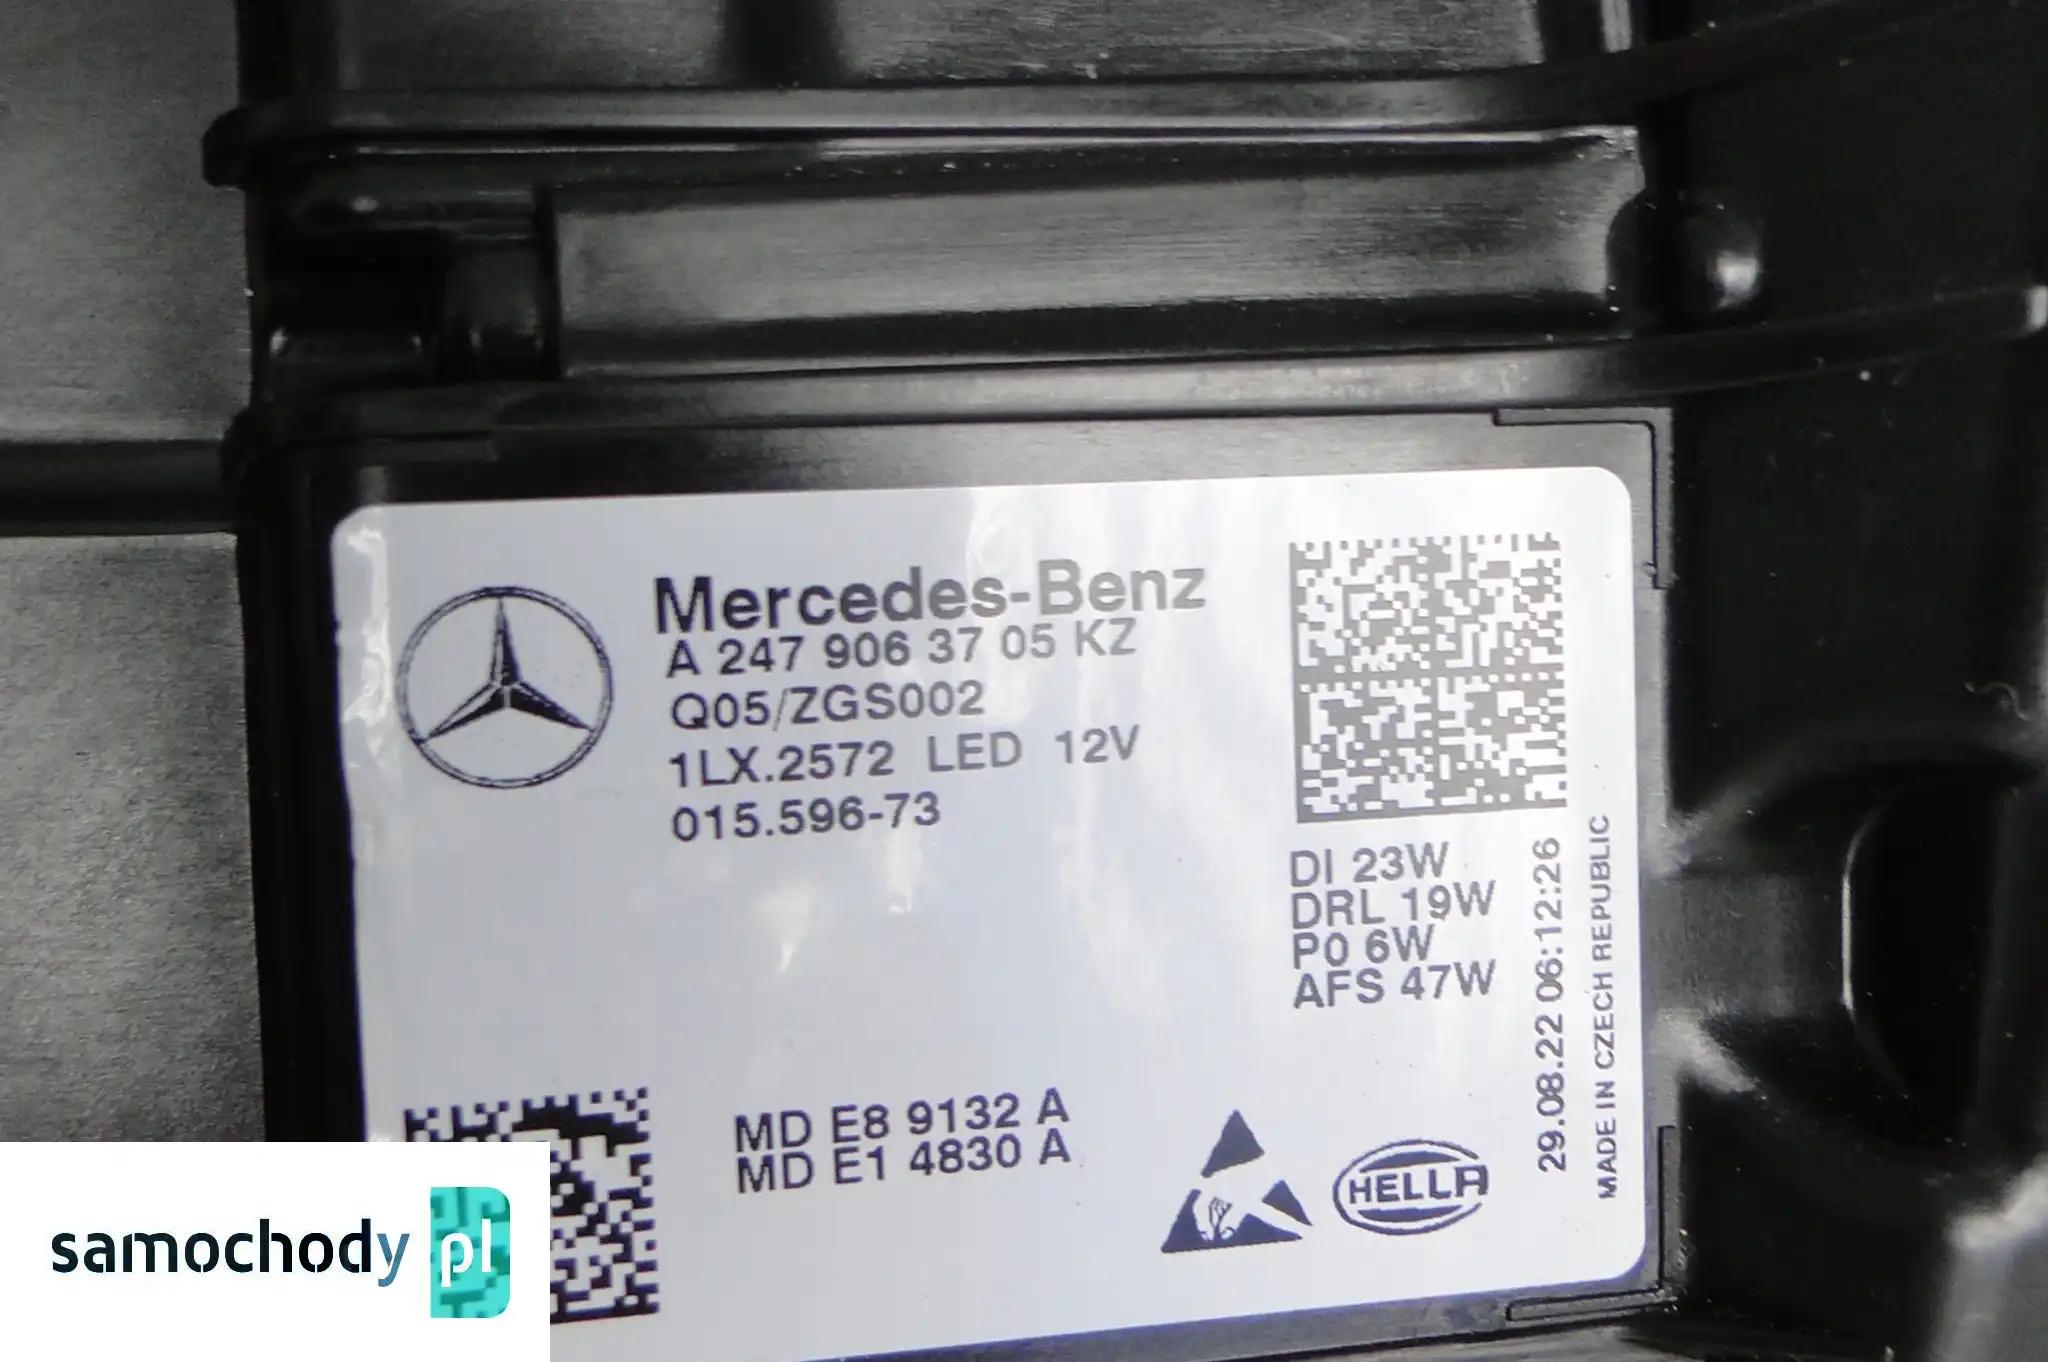 Mercedes-Benz
A 247 906 37 05 KZ
Q05/ZGS002
1LX.2572 LED 12V
015.596-73
DI 23W
DRL 19W
PO 6W
AFS 47W
29.08.22 06:12:26
MADE IN CZECH REPUBLIC
MD E8 9132 A
MD E1 4830 A
HELLA
samochody pl